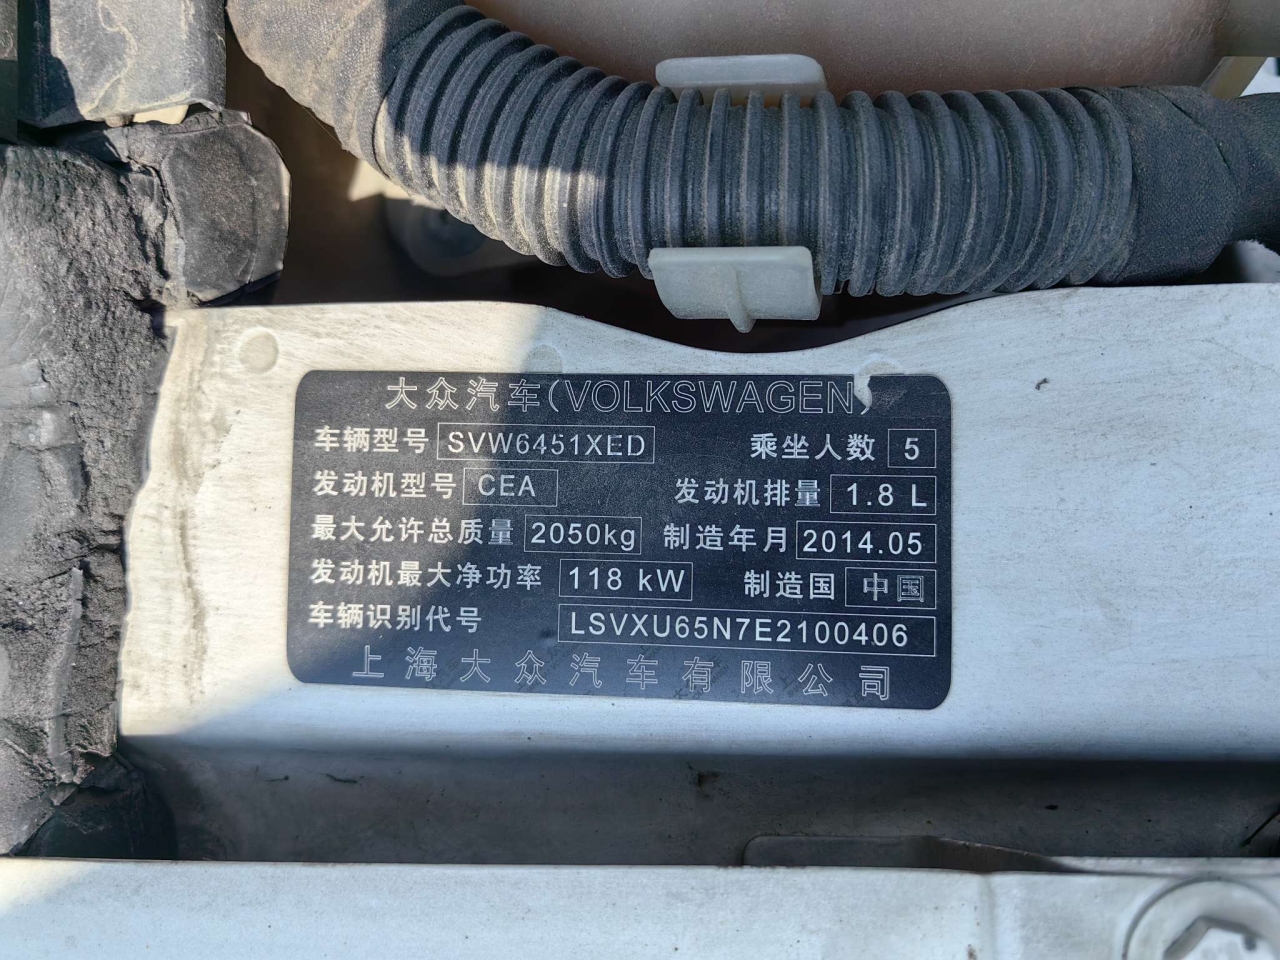 大众汽车(VOLKSWAGEN)
车辆型号 SVW6451XED 乘坐人数 5
发动机型号 CEA 发动机排量 1.8 L
最大允许总质量 2050kg 制造年月 2014.05
发动机最大净功率 118 kW 制造国 中国
车辆识别代号 LSVXU65N7E2100406
上海大众汽车有限公司